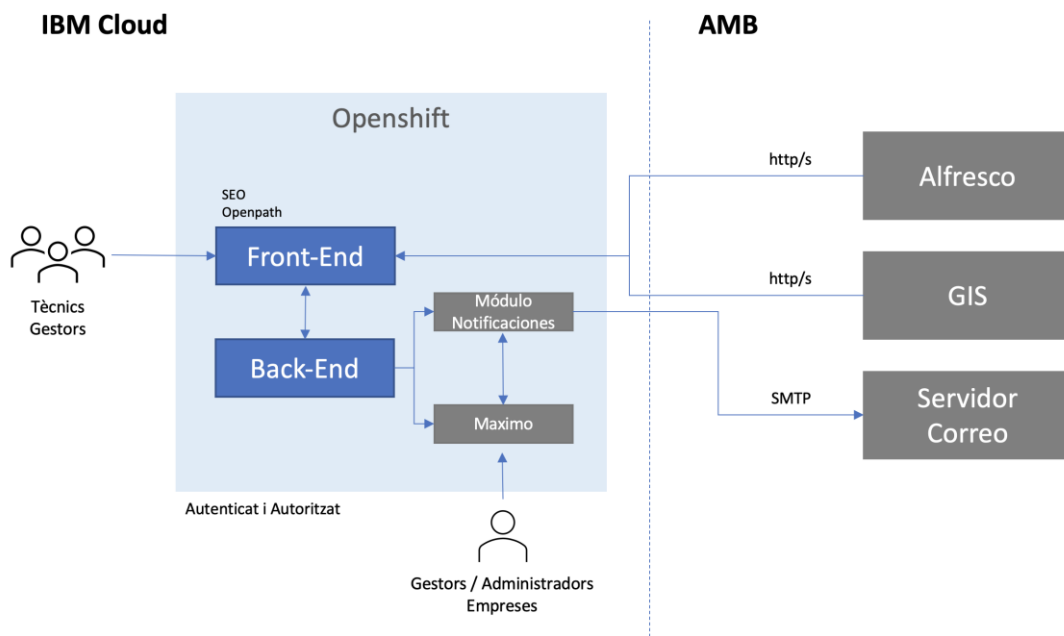 IBM Cloud
AMB
Openshift
SEO
Openpath
Front-End
Back-End
Módulo
Notificaciones
Maximo
Tècnics
Gestors
Autenticat i Autoritzat
Gestors / Administradors
Empreses
http/s
Alfresco
http/s
GIS
SMTP
Servidor
Correo